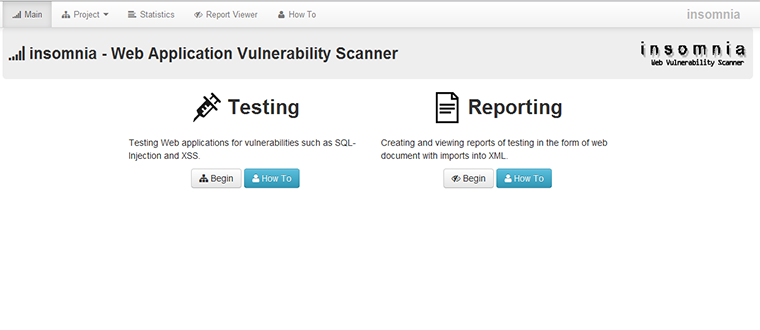 Main Project Statistics Report Viewer How To insomnia
insomnia - Web Application Vulnerability Scanner
insomnia
Web Vulnerability Scanner
Testing
Testing Web applications for vulnerabilities such as SQL-
Injection and XSS.
Begin How To
Reporting
Creating and viewing reports of testing in the form of web
document with imports into XML.
Begin How To